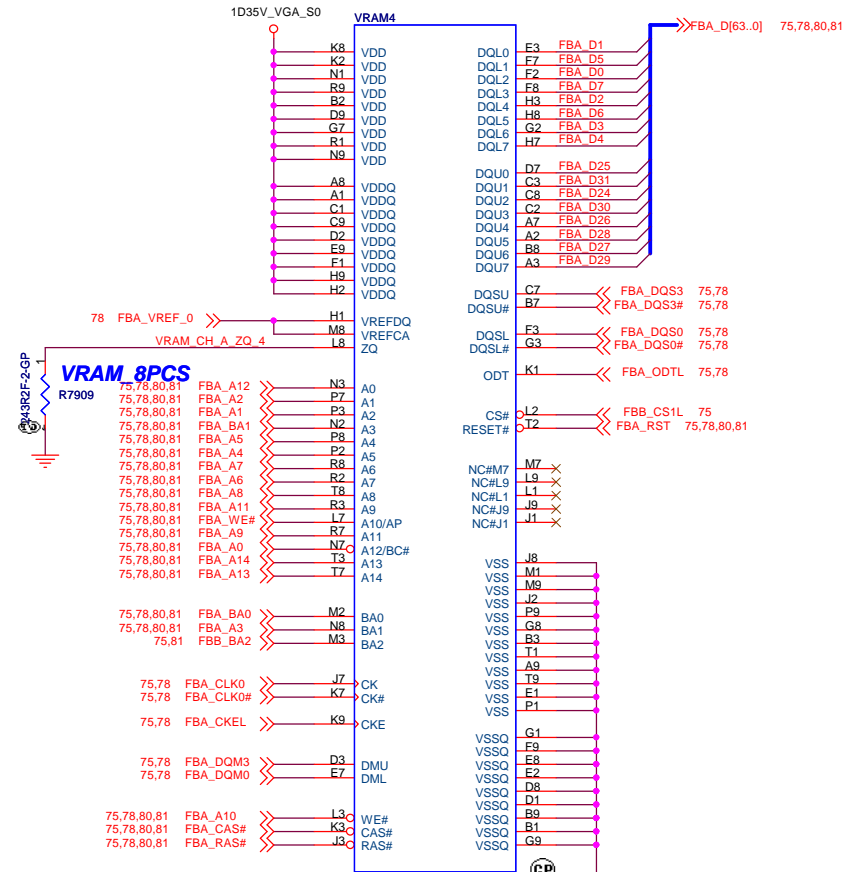 1D35V_VGA_S0
VRAM4
FBA_D[63..0] 75,78,80,81
K8 VDD DQL0 E3 FBA_D1
K2 VDD DQL1 F7 FBA_D5
N1 VDD DQL2 F2 FBA_D0
R9 VDD DQL3 F8 FBA_D7
B2 VDD DQL4 H3 FBA_D2
D9 VDD DQL5 H8 FBA_D6
G7 VDD DQL6 G2 FBA_D3
R1 VDD DQL7 H7 FBA_D4
N9 VDD
DQU0 D7 FBA_D25
A8 VDDQ DQU1 C3 FBA_D31
A1 VDDQ DQU2 C8 FBA_D24
C1 VDDQ DQU3 C2 FBA_D30
C9 VDDQ DQU4 A7 FBA_D26
D2 VDDQ DQU5 A2 FBA_D28
E9 VDDQ DQU6 B8 FBA_D27
F1 VDDQ DQU7 A3 FBA_D29
H9 VDDQ
H2 VDDQ DQSU C7 FBA_DQS3 75,78
DQSU# B7 FBA_DQS3# 75,78
78 FBA_VREF_0 H1 VREFDQ
M8 VREFCA DQSL F3 FBA_DQS0 75,78
VRAM_CH_A_ZQ_4 L8 ZQ DQSL# G3 FBA_DQS0# 75,78
1
VRAM_8PCS
R7909
243R2F-2-GP
ODT K1 FBA_ODTL 75,78
75,78,80,81 FBA_A12 N3 A0
75,78,80,81 FBA_A2 P7 A1
75,78,80,81 FBA_A1 P3 A2 CS# L2 FBB_CS1L 75
75,78,80,81 FBA_BA1 N2 A3 RESET# T2 FBA_RST 75,78,80,81
75,78,80,81 FBA_A5 P8 A4
75,78,80,81 FBA_A4 P2 A5
75,78,80,81 FBA_A7 R8 A6 NC#M7 M7
75,78,80,81 FBA_A6 R2 A7 NC#L9 L9
75,78,80,81 FBA_A8 T8 A8 NC#L1 L1
75,78,80,81 FBA_A11 R3 A9 NC#J9 J9
75,78,80,81 FBA_WE# L7 A10/AP NC#J1 J1
75,78,80,81 FBA_A9 R7 A11
75,78,80,81 FBA_A0 N7 A12/BC#
75,78,80,81 FBA_A14 T3 A13 VSS J8
75,78,80,81 FBA_A13 T7 A14 VSS M1
VSS M9
VSS J2
75,78,80,81 FBA_BA0 M2 BA0 VSS P9
75,78,80,81 FBA_A3 N8 BA1 VSS G8
75,81 FBB_BA2 M3 BA2 VSS B3
VSS T1
VSS A9
75,78 FBA_CLK0 J7 CK VSS T9
75,78 FBA_CLK0# K7 CK# VSS E1
VSS P1
75,78 FBA_CKEL K9 CKE
VSSQ G1
VSSQ F9
75,78 FBA_DQM3 D3 DMU VSSQ E8
75,78 FBA_DQM0 E7 DML VSSQ E2
VSSQ D8
VSSQ D1
75,78,80,81 FBA_A10 L3 WE# VSSQ B9
75,78,80,81 FBA_CAS# K3 CAS# VSSQ B1
75,78,80,81 FBA_RAS# J3 RAS# VSSQ G9
GP